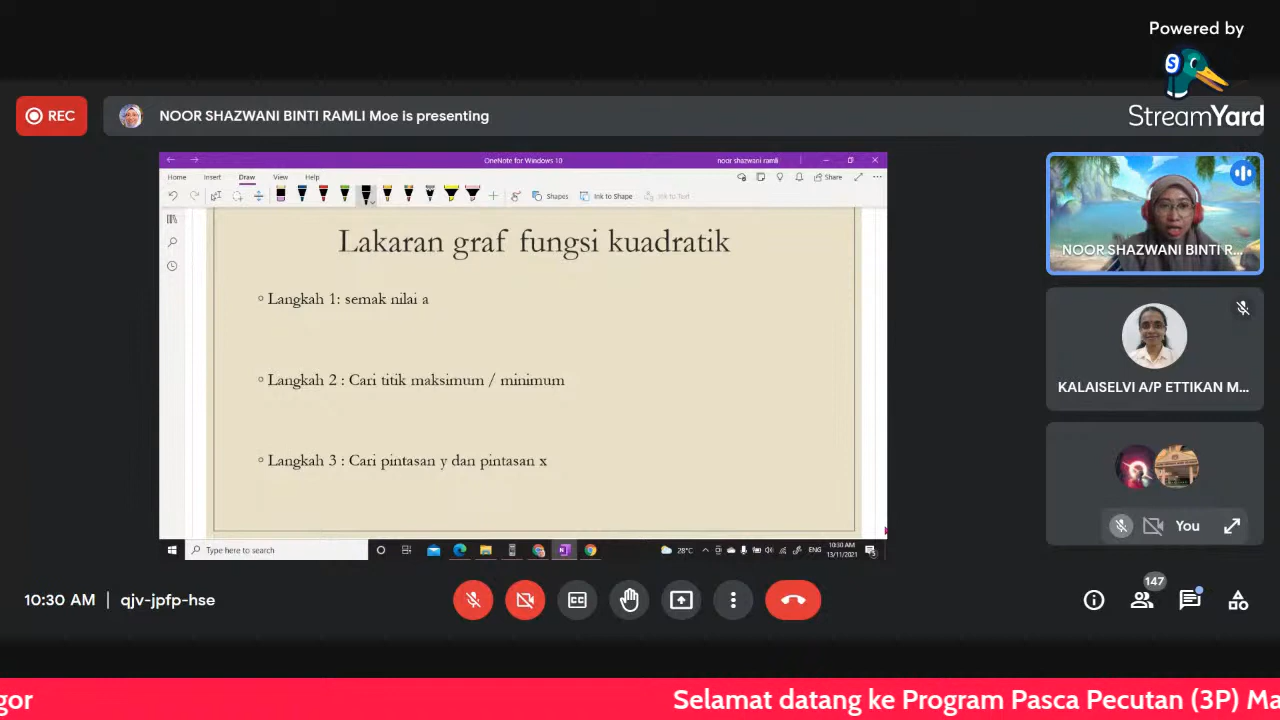 Powered by
StreamYard
REC
NOOR SHAZWANI BINTI RAMLI Moe is presenting
OneNote for Windows 10
noor shazwani ramli
Home Insert Draw View Help
Share
Shapes
Ink to Shape
Ink to Text
Lakaran graf fungsi kuadratik
Langkah 1: semak nilai a
Langkah 2 : Cari titik maksimum / minimum
Langkah 3 : Cari pintasan y dan pintasan x
Type here to search
28°C
ENG
10:30 AM
13/11/2021
NOOR SHAZWANI BINTI R...
KALAISELVI A/P ETTIKAN M...
You
10:30 AM | qjv-jpfp-hse
147
gor
Selamat datang ke Program Pasca Pecutan (3P) Ma